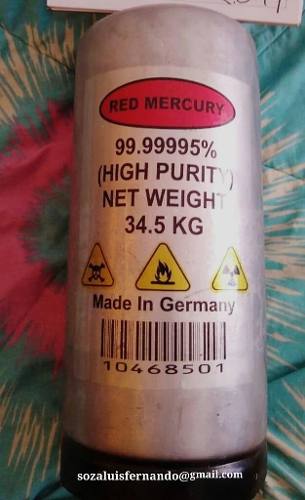 RED MERCURY
99.99995%
(HIGH PURITY)
NET WEIGHT
34.5 KG
Made In Germany
10468501
sozaluisfernando@gmail.com